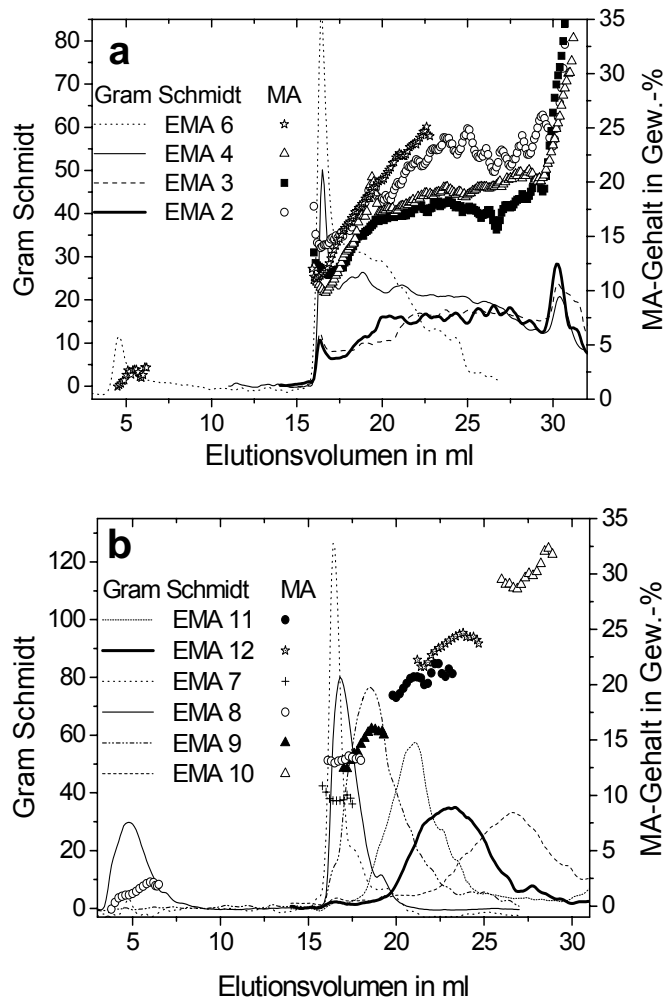 a
Gram Schmidt MA
EMA 6
EMA 4
EMA 3
EMA 2
Gram Schmidt
80
70
60
50
40
30
20
10
0
35
30
25
20
15
10
5
0
MA-Gehalt in Gew.-%
5 10 15 20 25 30
Elutionsvolumen in ml
b
Gram Schmidt MA
EMA 11
EMA 12
EMA 7
EMA 8
EMA 9
EMA 10
Gram Schmidt
120
100
80
60
40
20
0
35
30
25
20
15
10
5
0
MA-Gehalt in Gew.-%
5 10 15 20 25 30
Elutionsvolumen in ml